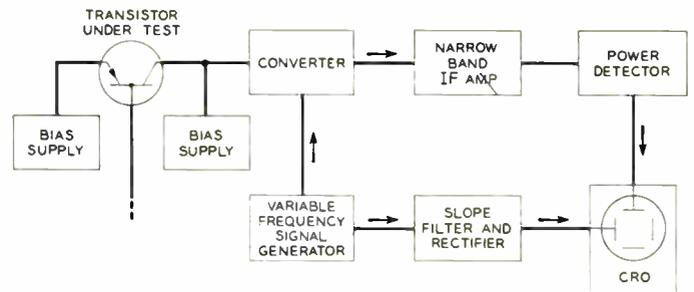 TRANSISTOR
UNDER TEST
CONVERTER
NARROW
BAND
IF AMP
POWER
DETECTOR
BIAS
SUPPLY
BIAS
SUPPLY
VARIABLE
FREQUENCY
SIGNAL
GENERATOR
SLOPE
FILTER AND
RECTIFIER
CRO